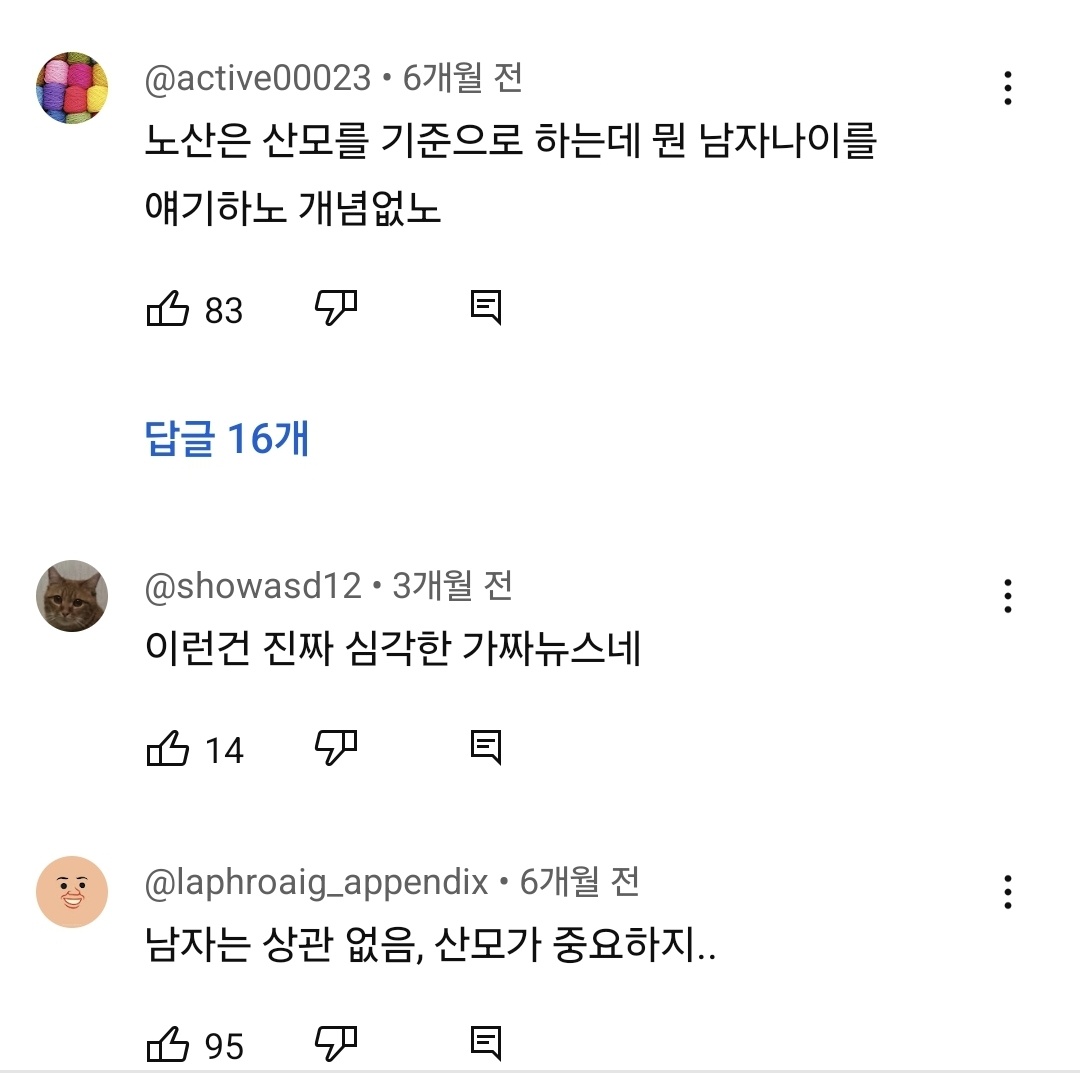 @active00023 • 6개월 전
노산은 산모를 기준으로 하는데 뭔 남자나이를
얘기하노 개념없노
83
답글 16개
@showasd12 • 3개월 전
이런건 진짜 심각한 가짜뉴스네
14
@laphroaig_appendix • 6개월 전
남자는 상관 없음, 산모가 중요하지..
95